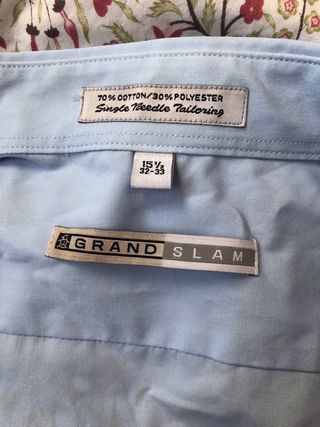 70% COTTON/30% POLYESTER
Single Needle Tailoring
15½
32-33
GRAND SLAM